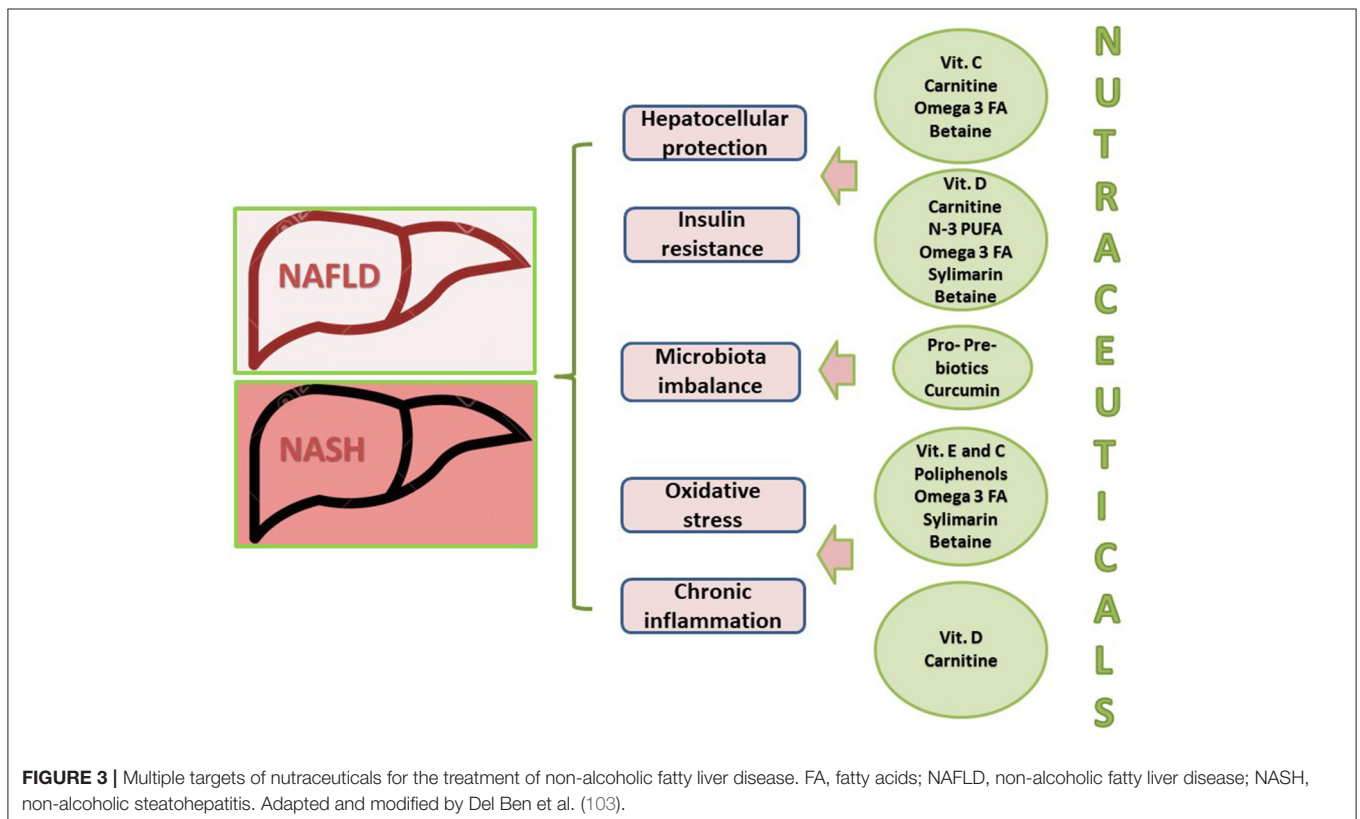 NAFLD
NASH
Hepatocellular
protection
Insulin
resistance
Microbiota
imbalance
Oxidative
stress
Chronic
inflammation
Vit. C
Carnitine
Omega 3 FA
Betaine
Vit. D
Carnitine
N-3 PUFA
Omega 3 FA
Sylimarin
Betaine
Pro- Pre-
biotics
Curcumin
Vit. E and C
Poliphenols
Omega 3 FA
Sylimarin
Betaine
Vit. D
Carnitine
N
U
T
R
A
C
E
U
T
I
C
A
L
S
FIGURE 3 | Multiple targets of nutraceuticals for the treatment of non-alcoholic fatty liver disease. FA, fatty acids; NAFLD, non-alcoholic fatty liver disease; NASH,
non-alcoholic steatohepatitis. Adapted and modified by Del Ben et al. (103).